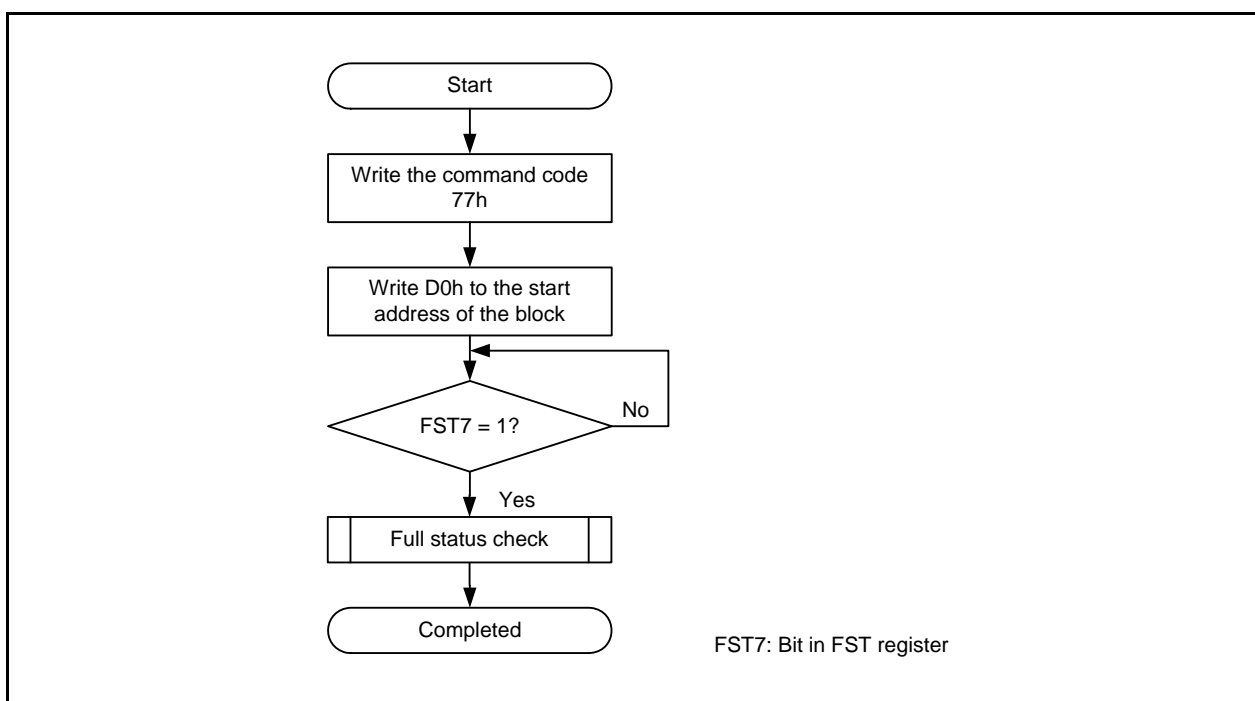 Start
Write the command code
77h
Write D0h to the start
address of the block
FST7 = 1?
No
Yes
Full status check
Completed
FST7: Bit in FST register